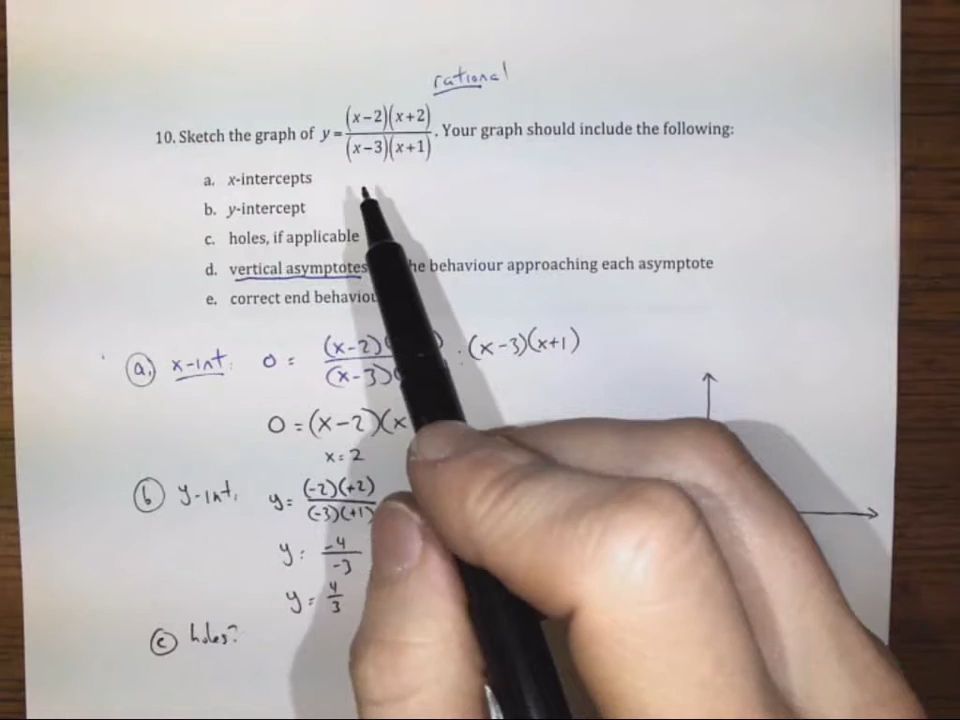 rational
10. Sketch the graph of y = (x−2)(x+2) / (x−3)(x+1). Your graph should include the following:
a. x-intercepts
b. y-intercept
c. holes, if applicable
d. vertical asymptotes he behaviour approaching each asymptote
e. correct end behaviou
(a.) x-int: 0 = (x-2)( ) / (x-3)( · (x-3)(x+1)
0 = (x-2)(x
x = 2
(b) y-int. y = (-2)(+2) / (-3)(+1)
y = -4 / -3
y = 4 / 3
(c) holes?